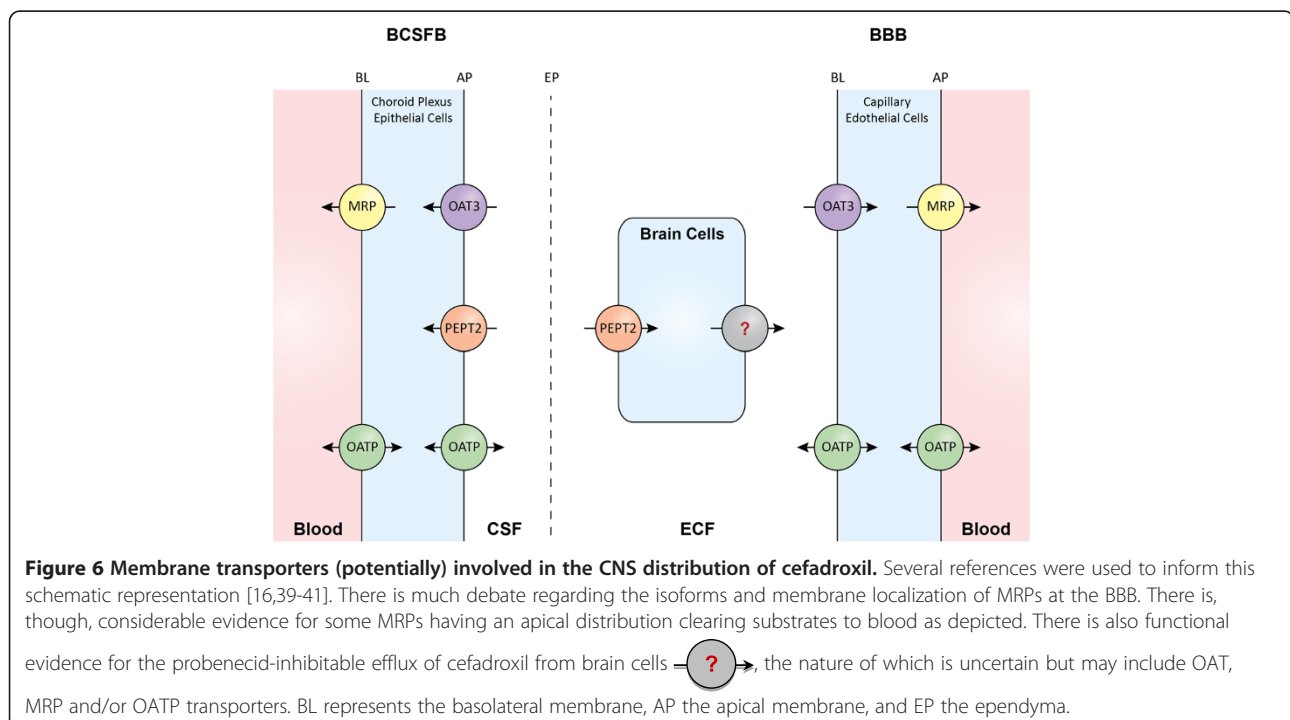 BCSFB BBB
BL AP EP BL AP
Choroid Plexus
Epithelial Cells
Capillary
Edothelial Cells
MRP OAT3 OAT3 MRP
Brain Cells
PEPT2 PEPT2 ?
OATP OATP OATP OATP
Blood CSF ECF Blood
Figure 6 Membrane transporters (potentially) involved in the CNS distribution of cefadroxil. Several references were used to inform this
schematic representation [16,39-41]. There is much debate regarding the isoforms and membrane localization of MRPs at the BBB. There is,
though, considerable evidence for some MRPs having an apical distribution clearing substrates to blood as depicted. There is also functional
evidence for the probenecid-inhibitable efflux of cefadroxil from brain cells ? , the nature of which is uncertain but may include OAT,
MRP and/or OATP transporters. BL represents the basolateral membrane, AP the apical membrane, and EP the ependyma.